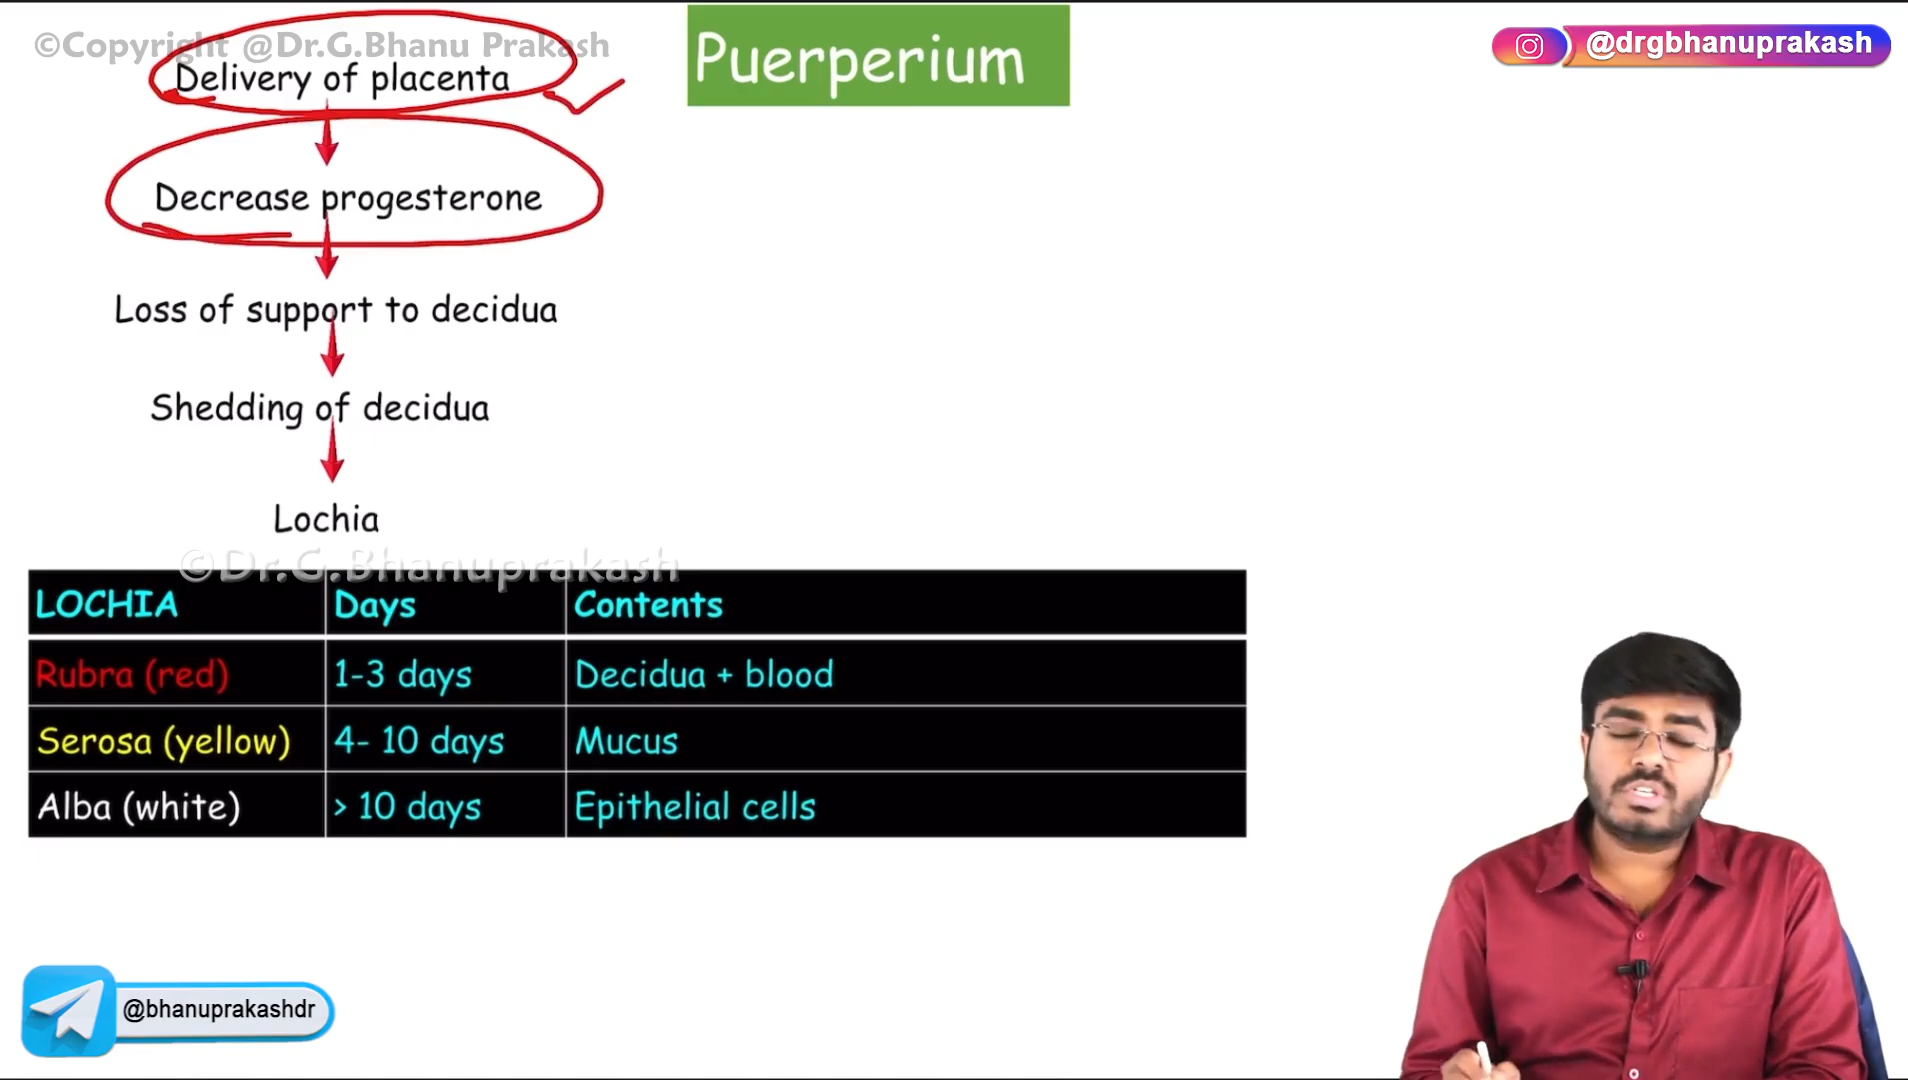 ©Copyright @Dr.G.Bhanu Prakash
Delivery of placenta
Puerperium
@drgbhanuprakash
Decrease progesterone
Loss of support to decidua
Shedding of decidua
Lochia
©Dr.G.Bhanuprakash
LOCHIA Days Contents
Rubra (red) 1-3 days Decidua + blood
Serosa (yellow) 4- 10 days Mucus
Alba (white) > 10 days Epithelial cells
@bhanuprakashdr